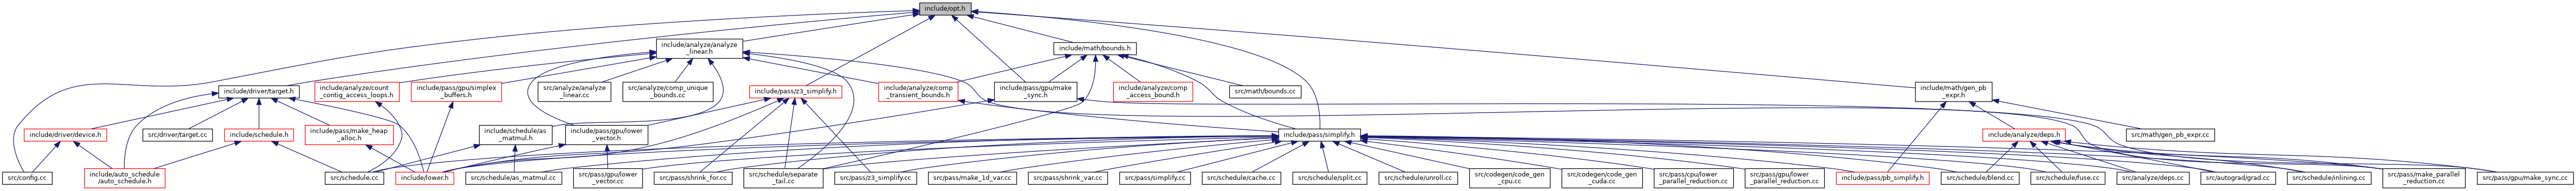 include/opt.h
include/analyze/analyze
_linear.h
include/math/bounds.h
include/driver/target.h
include/analyze/count
_contig_access_loops.h
include/pass/gpu/simplex
_buffers.h
src/analyze/analyze
_linear.cc
src/analyze/comp_unique
_bounds.cc
include/pass/z3_simplify.h
include/analyze/comp
_transient_bounds.h
include/pass/gpu/make
_sync.h
include/analyze/comp
_access_bound.h
src/math/bounds.cc
include/math/gen_pb
_expr.h
include/driver/device.h
src/driver/target.cc
include/schedule.h
include/pass/make_heap
_alloc.h
include/schedule/as
_matmul.h
include/pass/gpu/lower
_vector.h
include/pass/simplify.h
include/analyze/deps.h
src/math/gen_pb_expr.cc
src/config.cc
include/auto_schedule
/auto_schedule.h
src/schedule.cc
include/lower.h
src/schedule/as_matmul.cc
src/pass/gpu/lower
_vector.cc
src/pass/shrink_for.cc
src/schedule/separate
_tail.cc
src/pass/z3_simplify.cc
src/pass/make_1d_var.cc
src/pass/shrink_var.cc
src/pass/simplify.cc
src/schedule/cache.cc
src/schedule/split.cc
src/schedule/unroll.cc
src/codegen/code_gen
_cpu.cc
src/codegen/code_gen
_cuda.cc
src/pass/cpu/lower
_parallel_reduction.cc
src/pass/gpu/lower
_parallel_reduction.cc
include/pass/pb_simplify.h
src/schedule/blend.cc
src/schedule/fuse.cc
src/analyze/deps.cc
src/autograd/grad.cc
src/schedule/inlining.cc
src/pass/make_parallel
_reduction.cc
src/pass/gpu/make_sync.cc